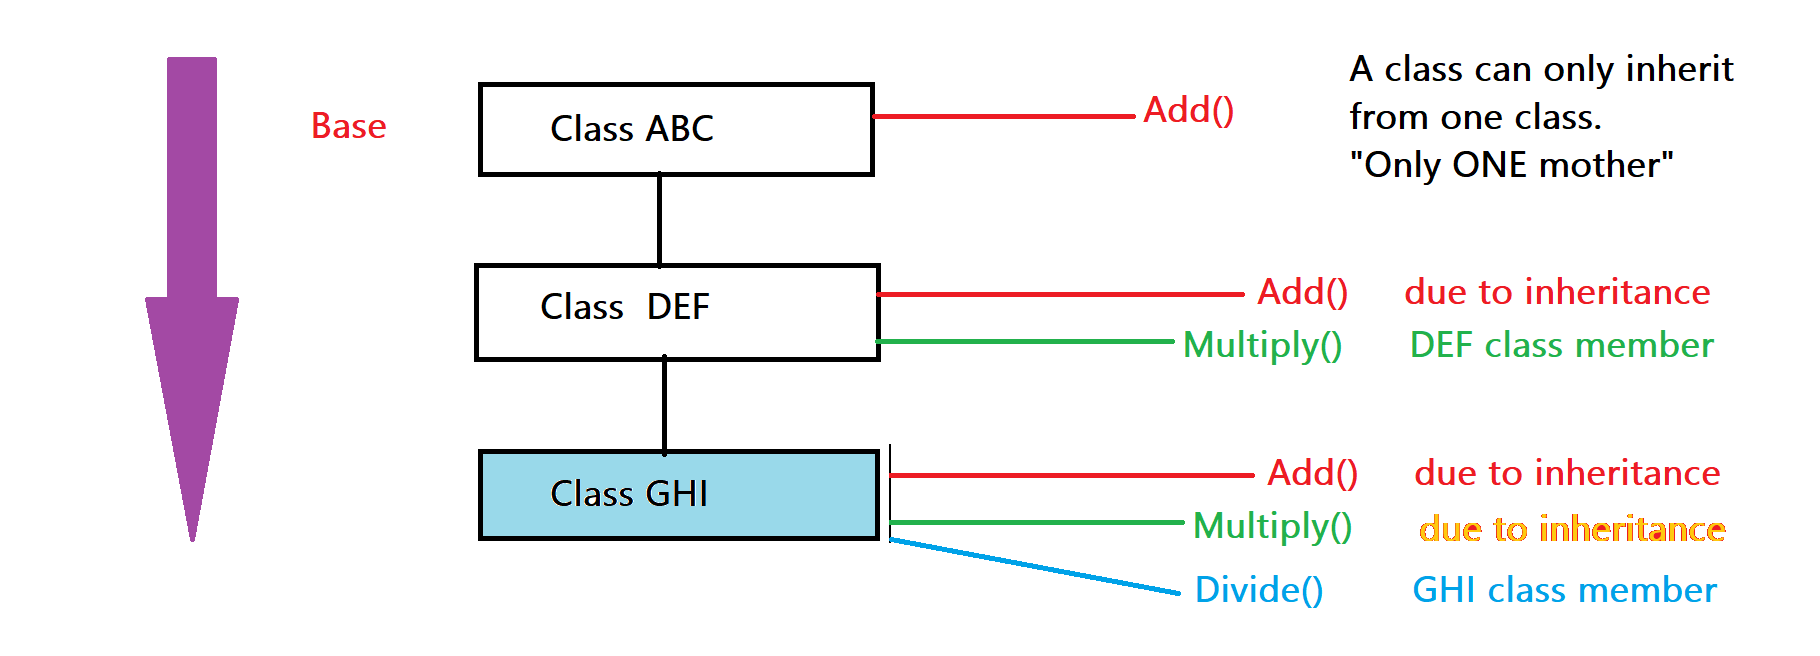 Base
Class ABC
Add()
A class can only inherit
from one class.
"Only ONE mother"
Class  DEF
Add() due to inheritance
Multiply() DEF class member
Class GHI
Add() due to inheritance
Multiply() due to inheritance
Divide() GHI class member